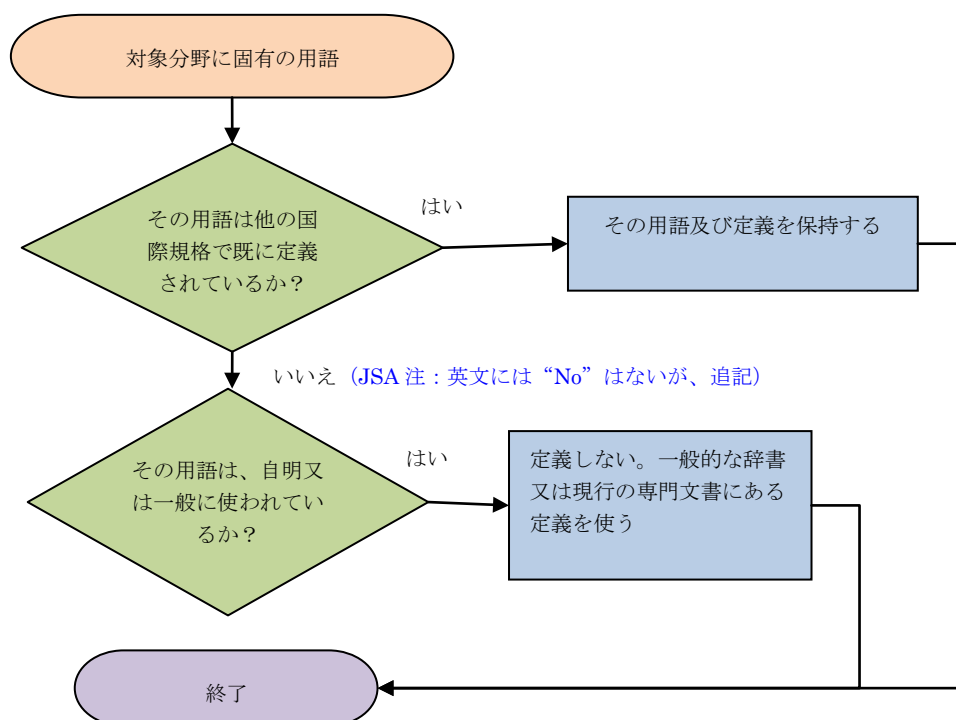 対象分野に固有の用語
その用語は他の国
際規格で既に定義
されているか？
はい
その用語及び定義を保持する
いいえ（JSA 注：英文には“No”はないが、追記）
その用語は、自明又
は一般に使われてい
るか？
はい
定義しない。一般的な辞書
又は現行の専門文書にある
定義を使う
終了